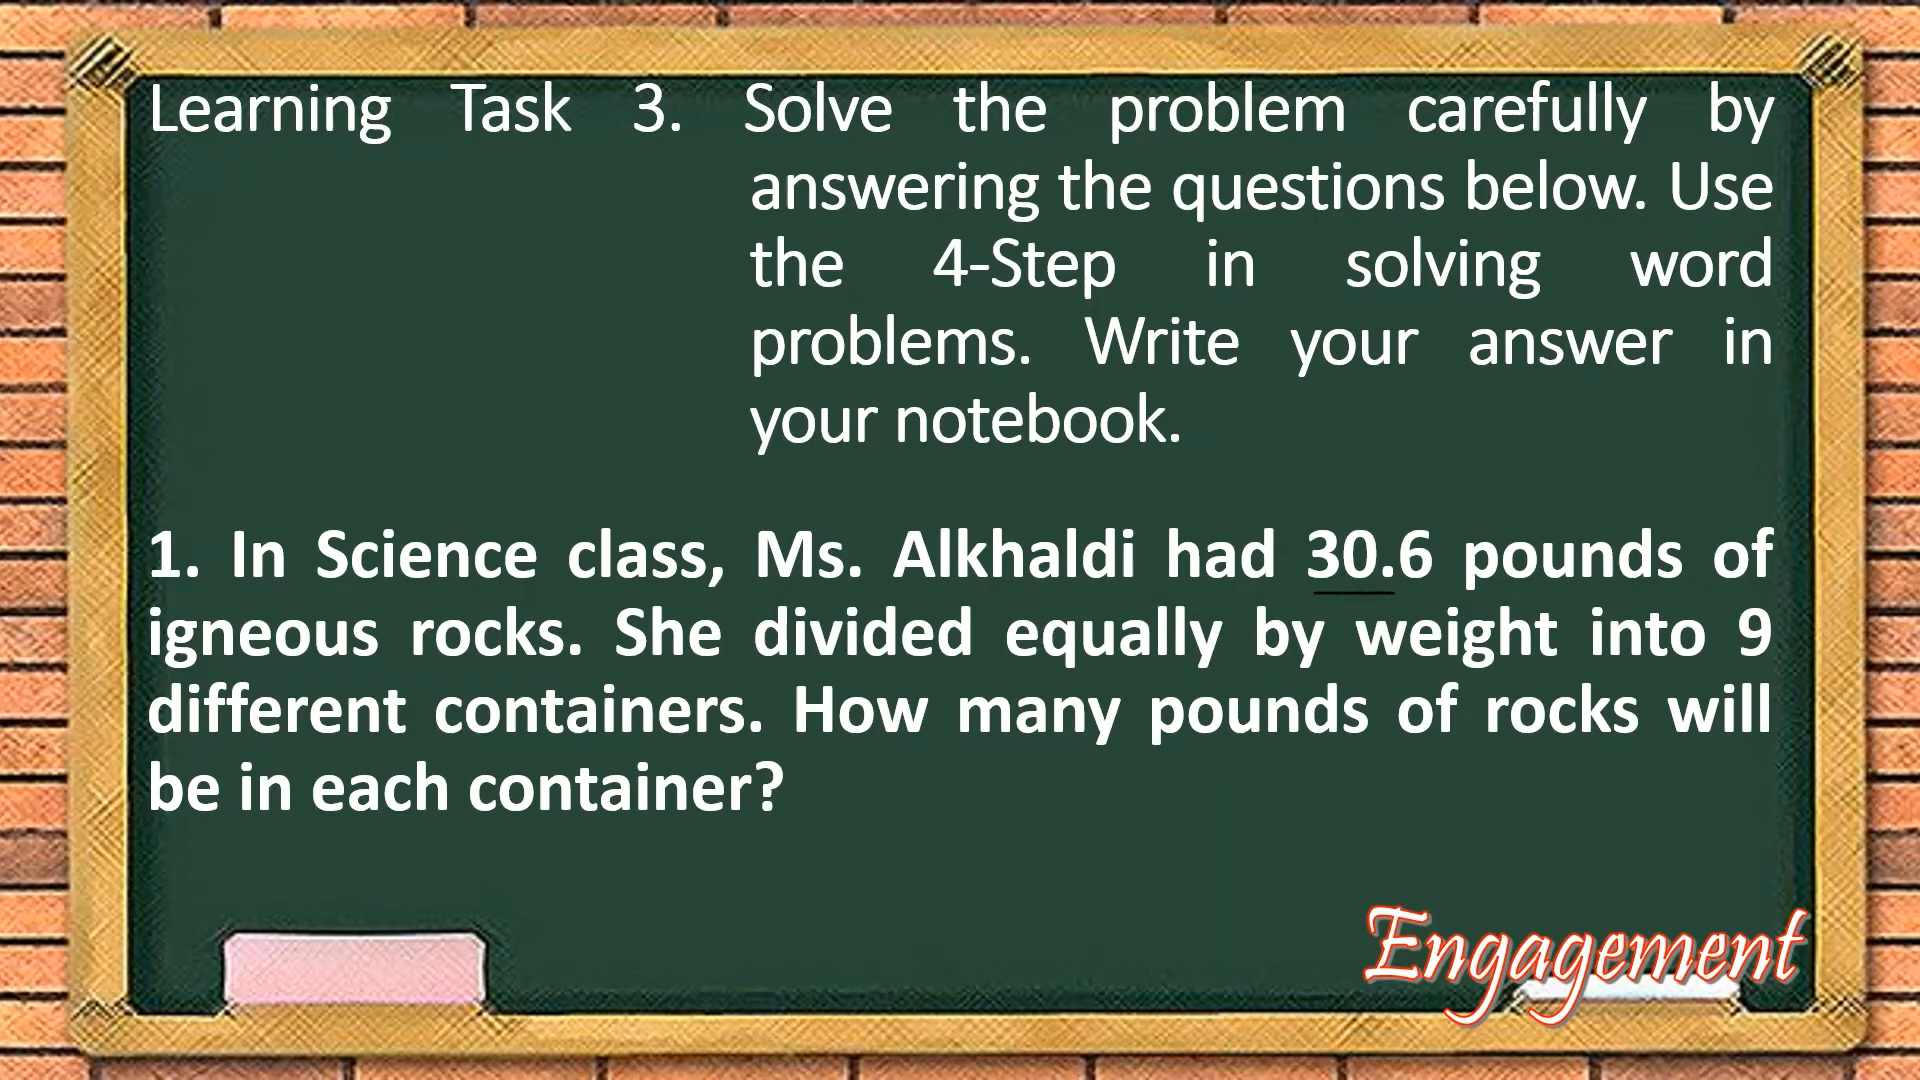 Learning Task 3. Solve the problem carefully by
answering the questions below. Use
the 4-Step in solving word
problems. Write your answer in
your notebook.
1. In Science class, Ms. Alkhaldi had 30.6 pounds of
igneous rocks. She divided equally by weight into 9
different containers. How many pounds of rocks will
be in each container?
Engagement